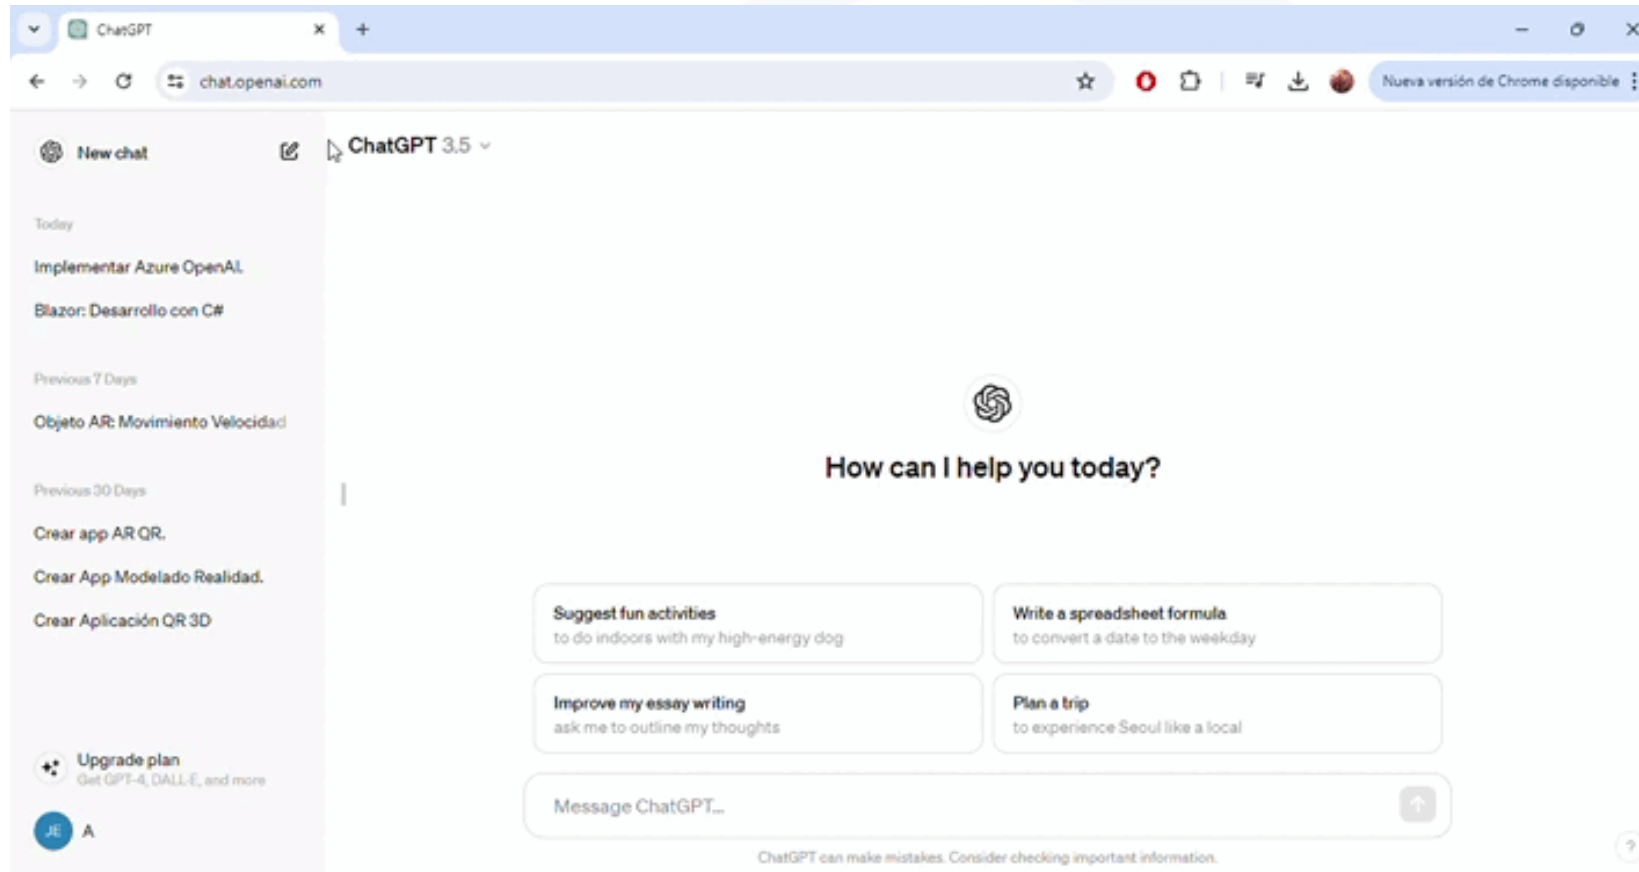 ChatGPT
chat.openai.com
Nueva versión de Chrome disponible
New chat
ChatGPT 3.5
Today
Implementar Azure OpenAI.
Blazor: Desarrollo con C#
Previous 7 Days
Objeto AR: Movimiento Velocidad
Previous 30 Days
Crear app AR QR.
Crear App Modelado Realidad.
Crear Aplicación QR 3D
How can I help you today?
Suggest fun activities
to do indoors with my high-energy dog
Write a spreadsheet formula
to convert a date to the weekday
Improve my essay writing
ask me to outline my thoughts
Plan a trip
to experience Seoul like a local
Upgrade plan
Get GPT-4, DALL·E, and more
JE A
Message ChatGPT...
ChatGPT can make mistakes. Consider checking important information.
?